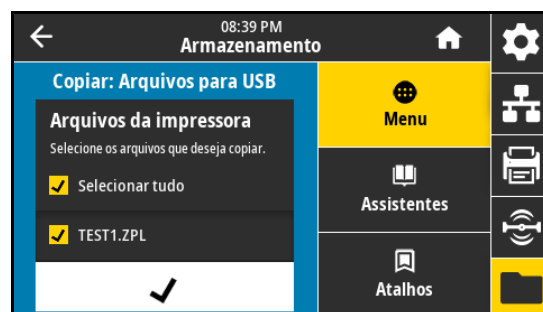 08:39 PM
Armazenamento
Copiar: Arquivos para USB
Arquivos da impressora
Selecione os arquivos que deseja copiar.
Selecionar tudo
TEST1.ZPL
Menu
Assistentes
Atalhos